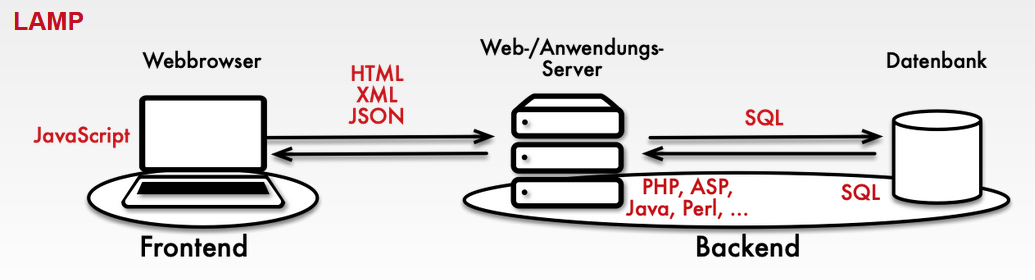 LAMP
Webbrowser
JavaScript
HTML
XML
JSON
Web-/Anwendungs-
Server
SQL
Datenbank
PHP, ASP,
Java, Perl, ...
SQL
Frontend
Backend